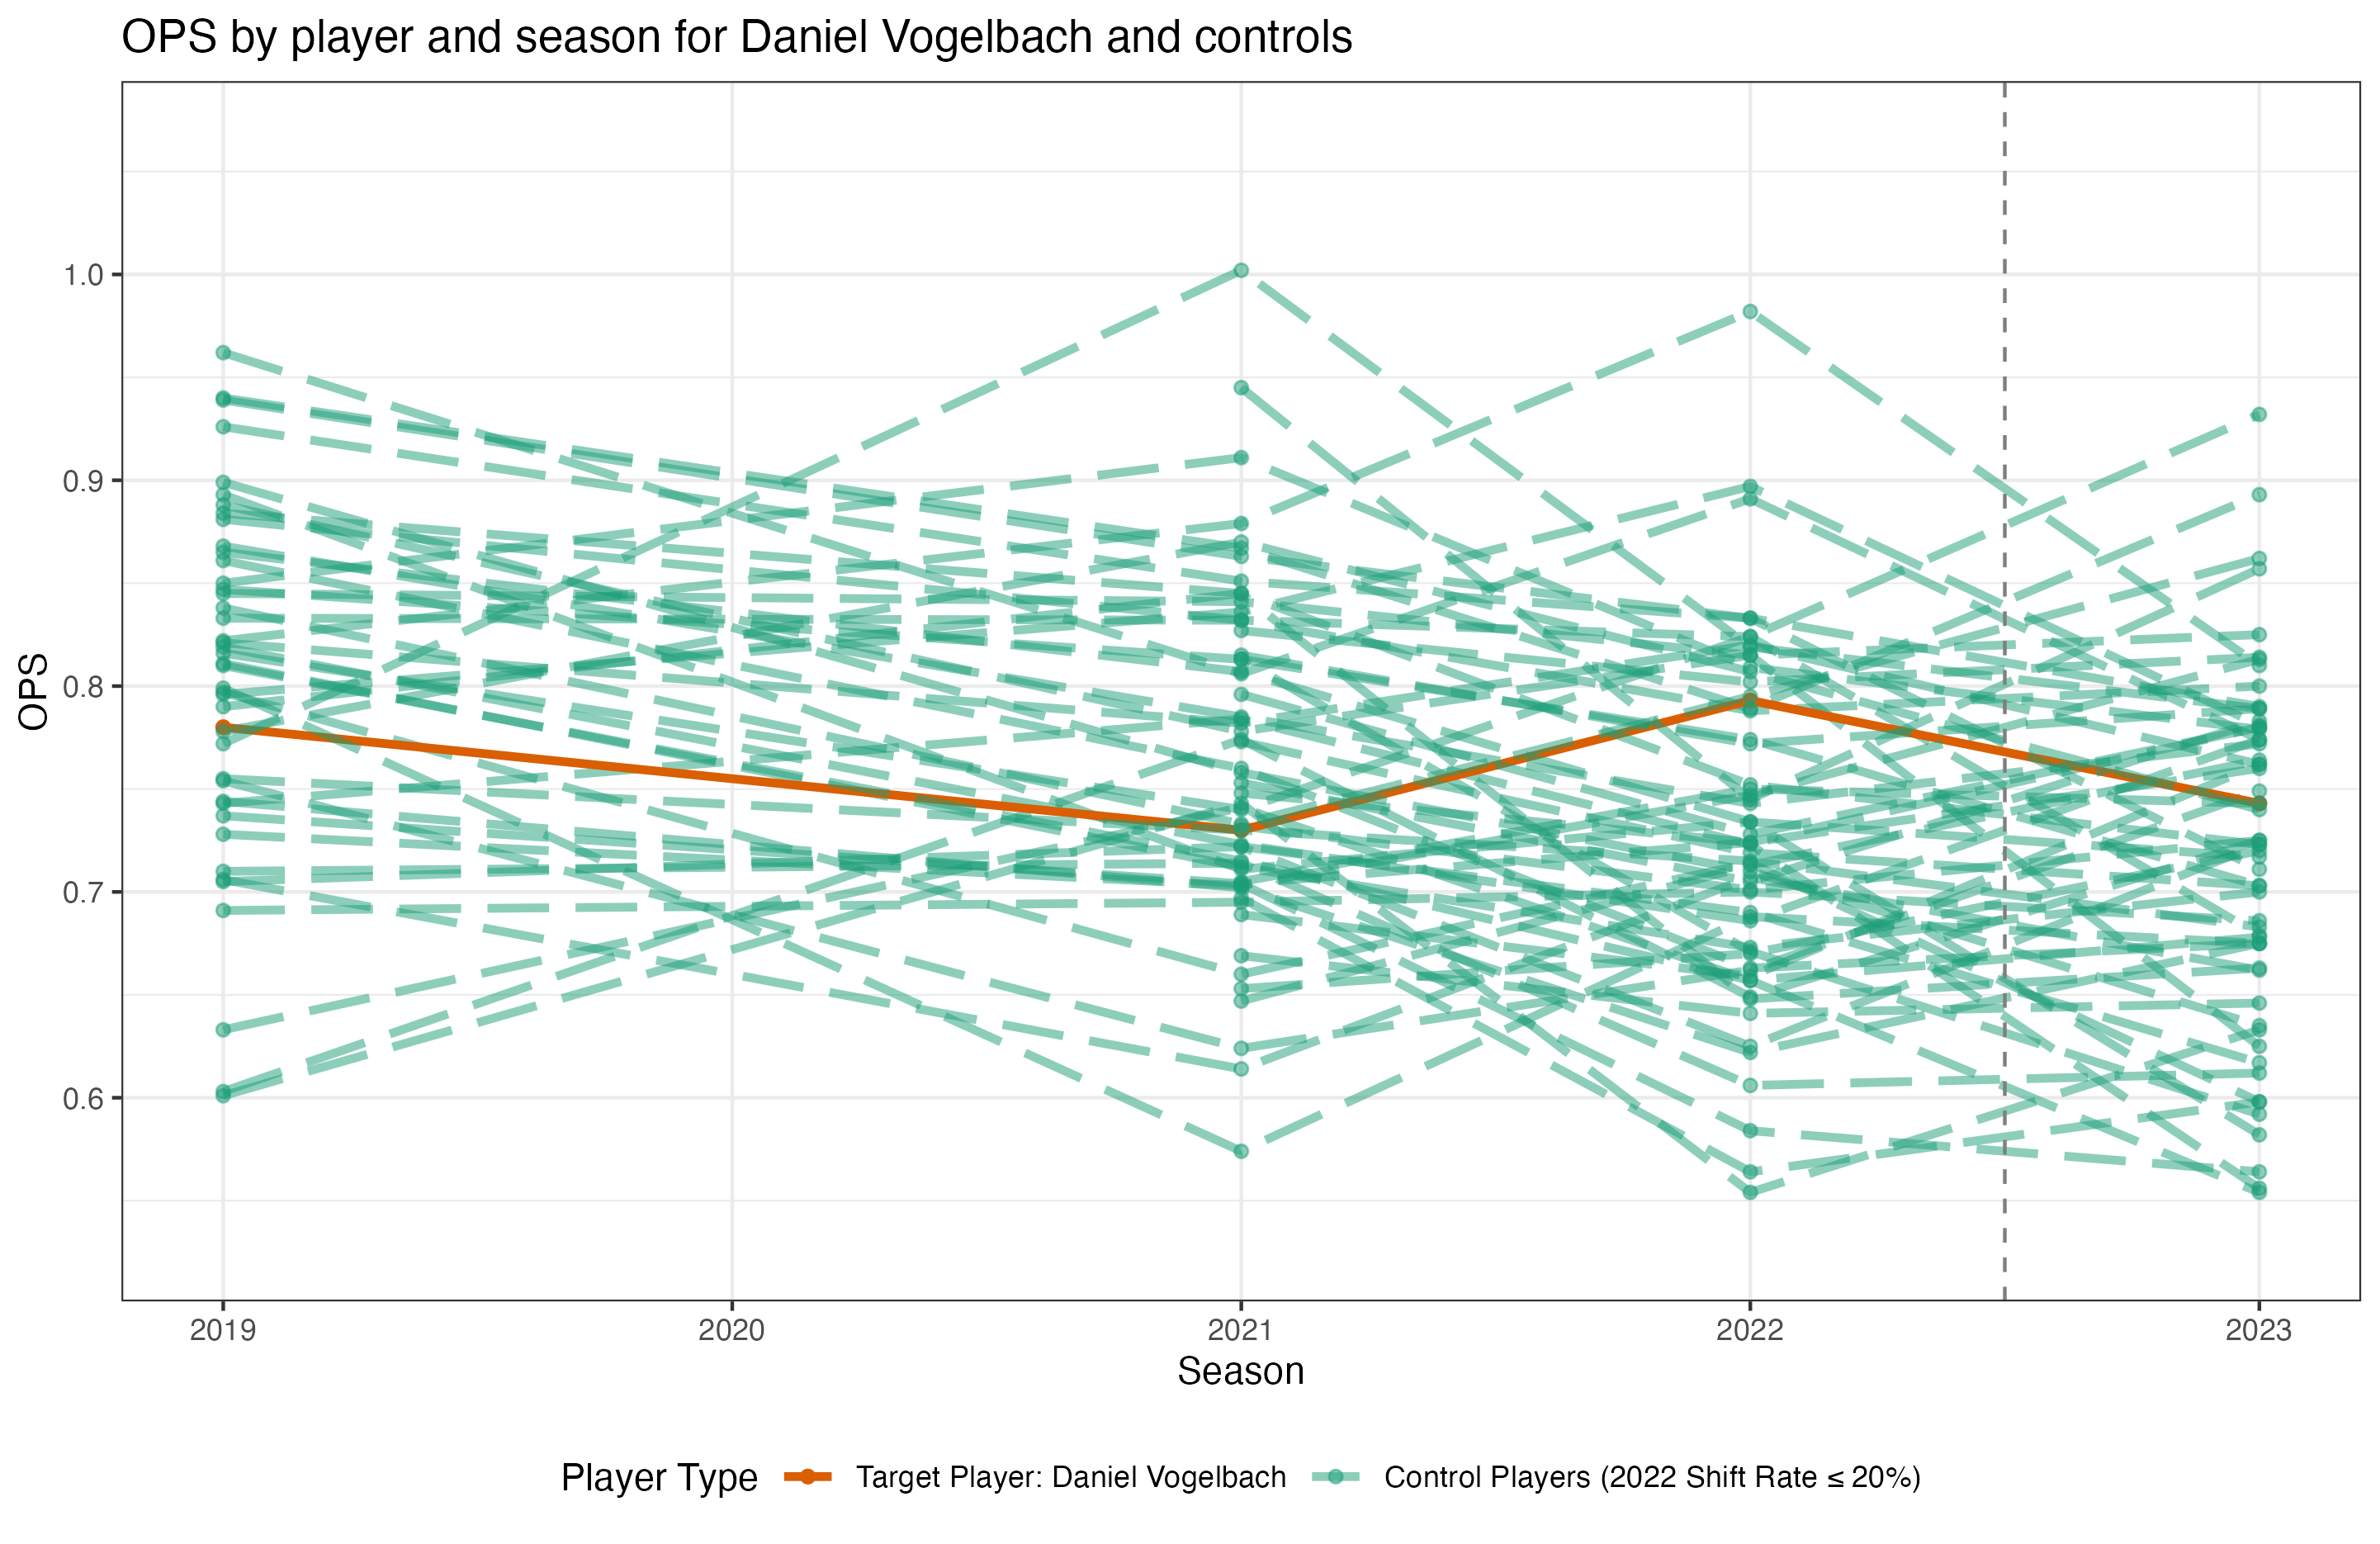 OPS by player and season for Daniel Vogelbach and controls
OPS
1.0
0.9
0.8
0.7
0.6
2019 2020 2021 2022 2023
Season
Player Type Target Player: Daniel Vogelbach Control Players (2022 Shift Rate ≤ 20%)